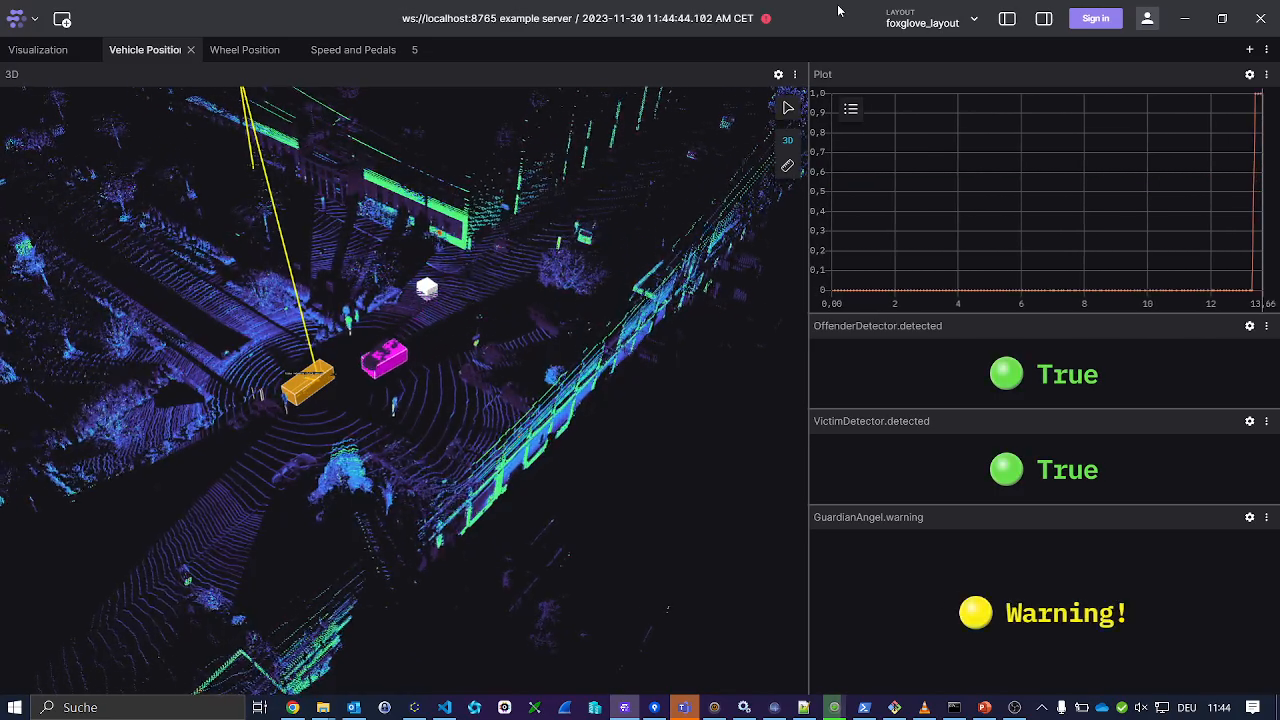 ws://localhost:8765 example server / 2023-11-30 11:44:44.102 AM CET
LAYOUT
foxglove_layout
Sign in
Visualization
Vehicle Position
Wheel Position
Speed and Pedals
5
3D
Plot
3D
1,0
0,9
0,8
0,7
0,6
0,5
0,4
0,3
0,2
0,1
0
0,00
2
4
6
8
10
12
13,66
OffenderDetector.detected
True
VictimDetector.detected
True
GuardianAngel.warning
Warning!
Suche
DEU
11:44